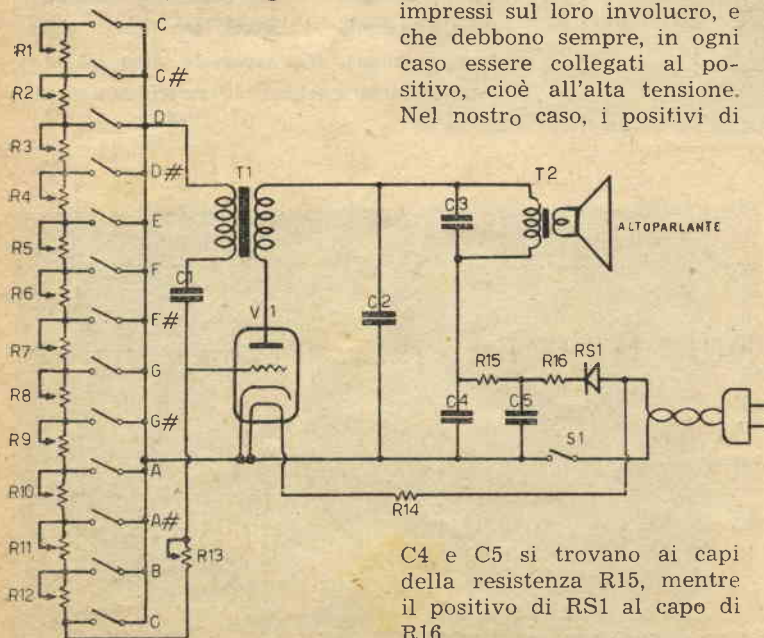 impressi sul loro involucro, e
che debbono sempre, in ogni
caso essere collegati al po-
sitivo, cioè all'alta tensione.
Nel nostro caso, i positivi di
C
R1
C#
R2
D
R3
D#
R4
E
R5
F
R6
F#
R7
G
R8
G#
R9
A
R10
A#
R11
B
R12
C
R13
C1
T1
V1
C2
C3
T2
ALTOPARLANTE
R15
R16
RS1
C4
C5
S1
R14
C4 e C5 si trovano ai capi
della resistenza R15, mentre
il positivo di RS1 al capo di
R16